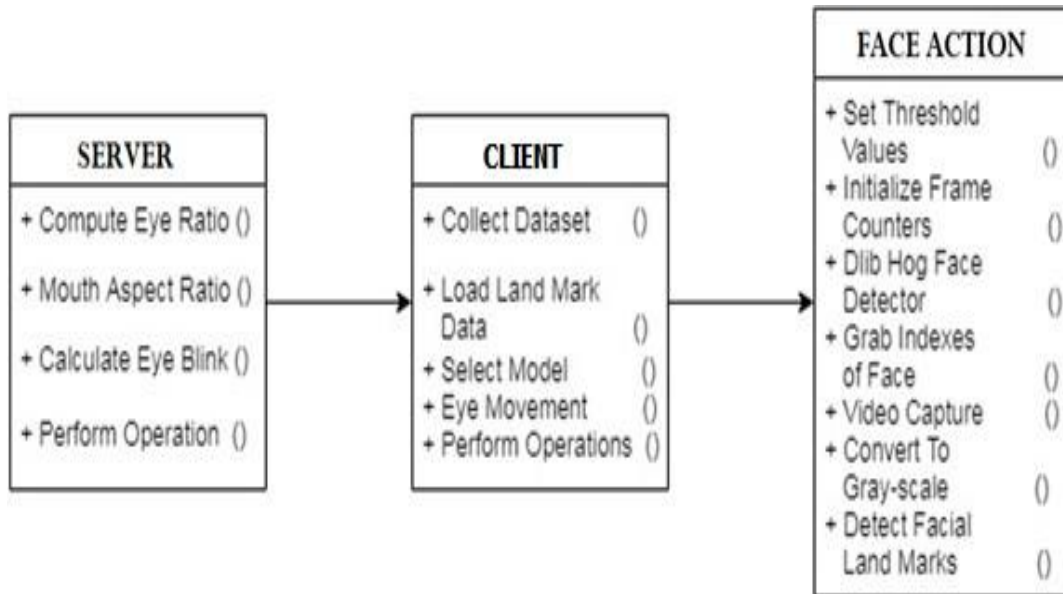 SERVER
+ Compute Eye Ratio ()
+ Mouth Aspect Ratio ()
+ Calculate Eye Blink ()
+ Perform Operation ()
CLIENT
+ Collect Dataset ()
+ Load Land Mark
Data ()
+ Select Model ()
+ Eye Movement ()
+ Perform Operations ()
FACE ACTION
+ Set Threshold
Values ()
+ Initialize Frame
Counters ()
+ Dlib Hog Face
Detector ()
+ Grab Indexes
of Face ()
+ Video Capture ()
+ Convert To
Gray-scale ()
+ Detect Facial
Land Marks ()